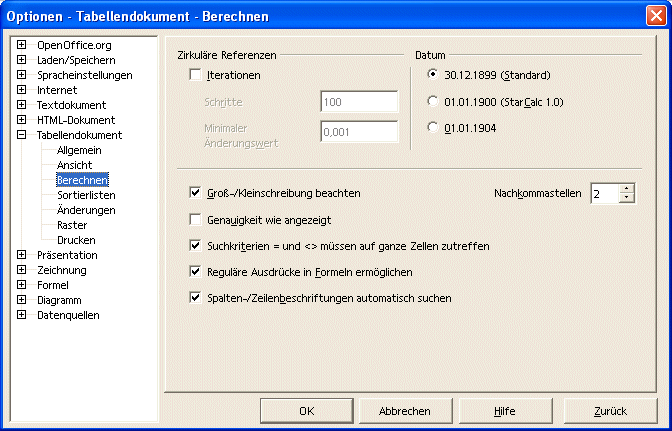 Optionen - Tabellendokument - Berechnen
OpenOffice.org
Laden/Speichern
Spracheinstellungen
Internet
Textdokument
HTML-Dokument
Tabellendokument
Allgemein
Ansicht
Berechnen
Sortierlisten
Änderungen
Raster
Drucken
Präsentation
Zeichnung
Formel
Diagramm
Datenquellen
Zirkuläre Referenzen
Iterationen
Schritte 100
Minimaler
Änderungswert 0,001
Datum
30.12.1899 (Standard)
01.01.1900 (StarCalc 1.0)
01.01.1904
Groß-/Kleinschreibung beachten
Nachkommastellen 2
Genauigkeit wie angezeigt
Suchkriterien = und <> müssen auf ganze Zellen zutreffen
Reguläre Ausdrücke in Formeln ermöglichen
Spalten-/Zeilenbeschriftungen automatisch suchen
OK Abbrechen Hilfe Zurück